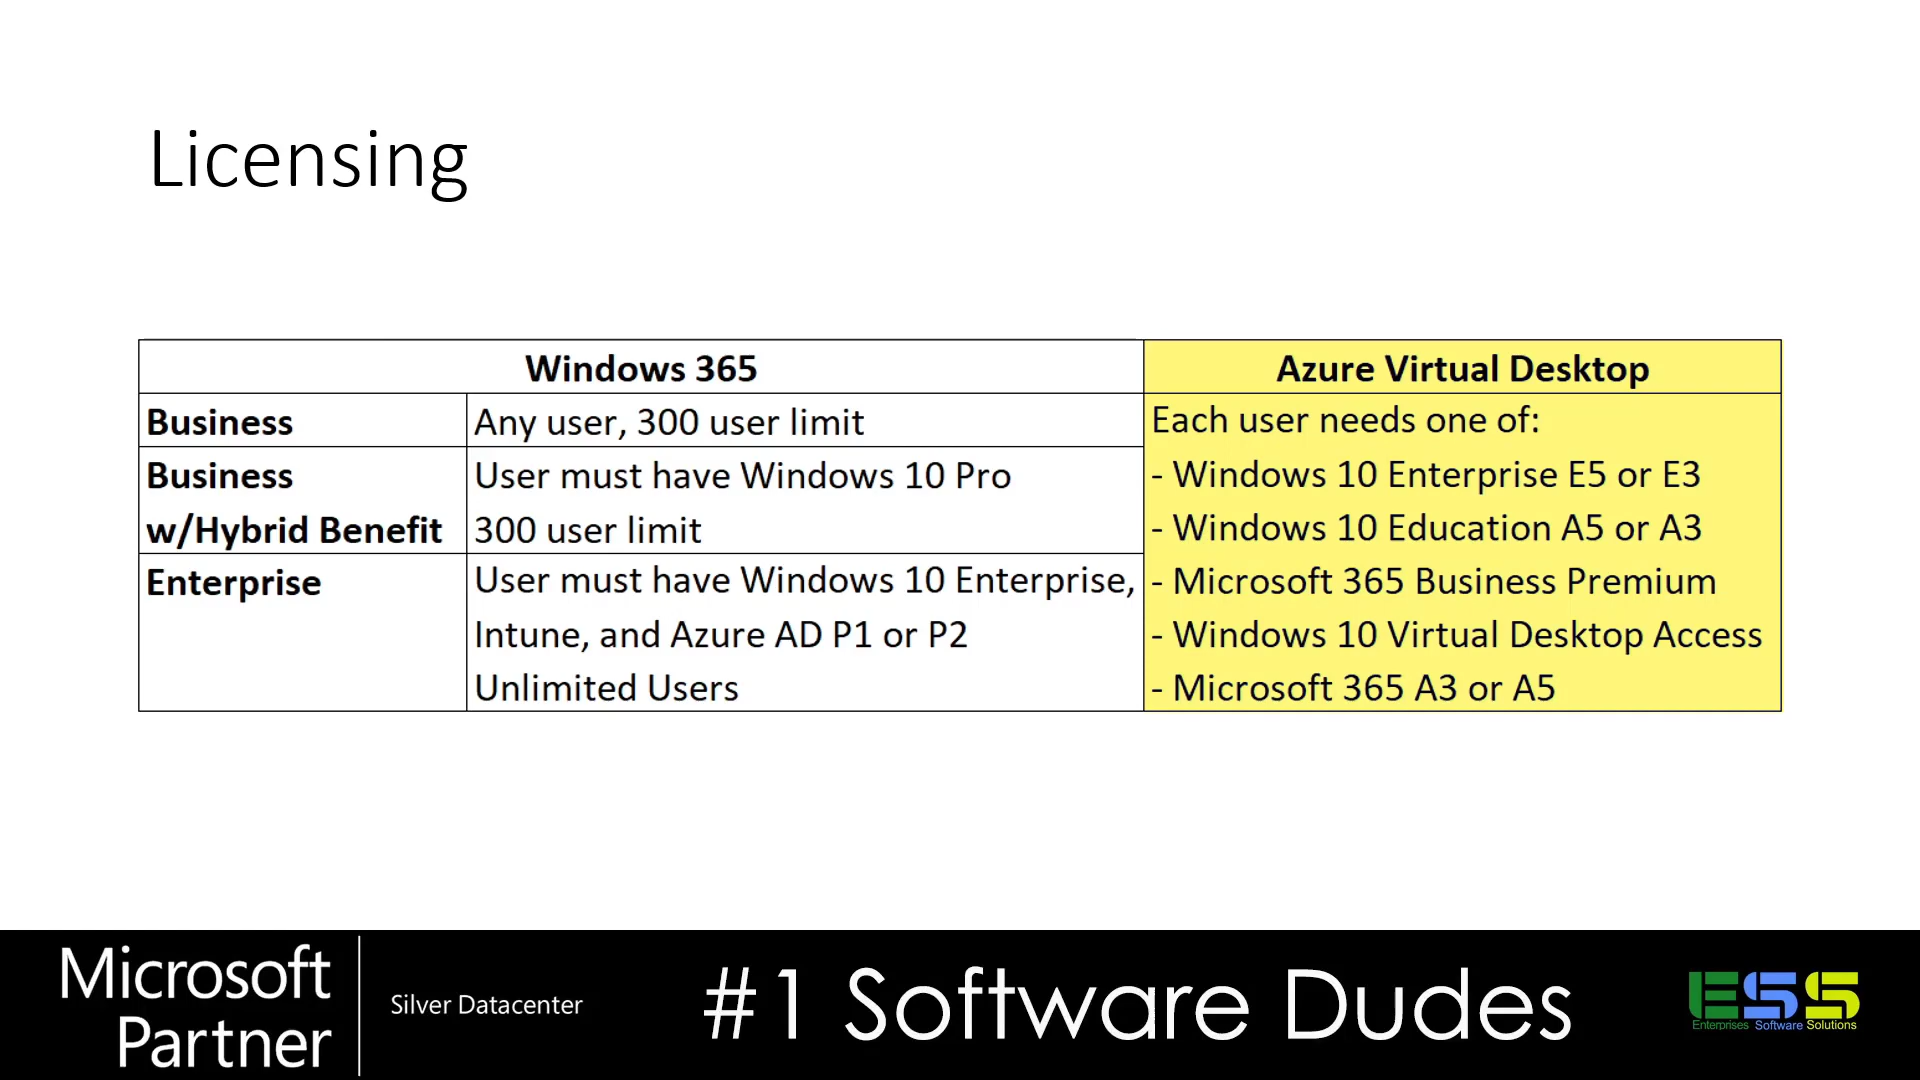 Licensing
Windows 365
Azure Virtual Desktop
Business
Any user, 300 user limit
Business
w/Hybrid Benefit
User must have Windows 10 Pro
300 user limit
Enterprise
User must have Windows 10 Enterprise,
Intune, and Azure AD P1 or P2
Unlimited Users
Each user needs one of:
- Windows 10 Enterprise E5 or E3
- Windows 10 Education A5 or A3
- Microsoft 365 Business Premium
- Windows 10 Virtual Desktop Access
- Microsoft 365 A3 or A5
Microsoft
Partner
Silver Datacenter
#1 Software Dudes
ESS
Enterprises Software Solutions